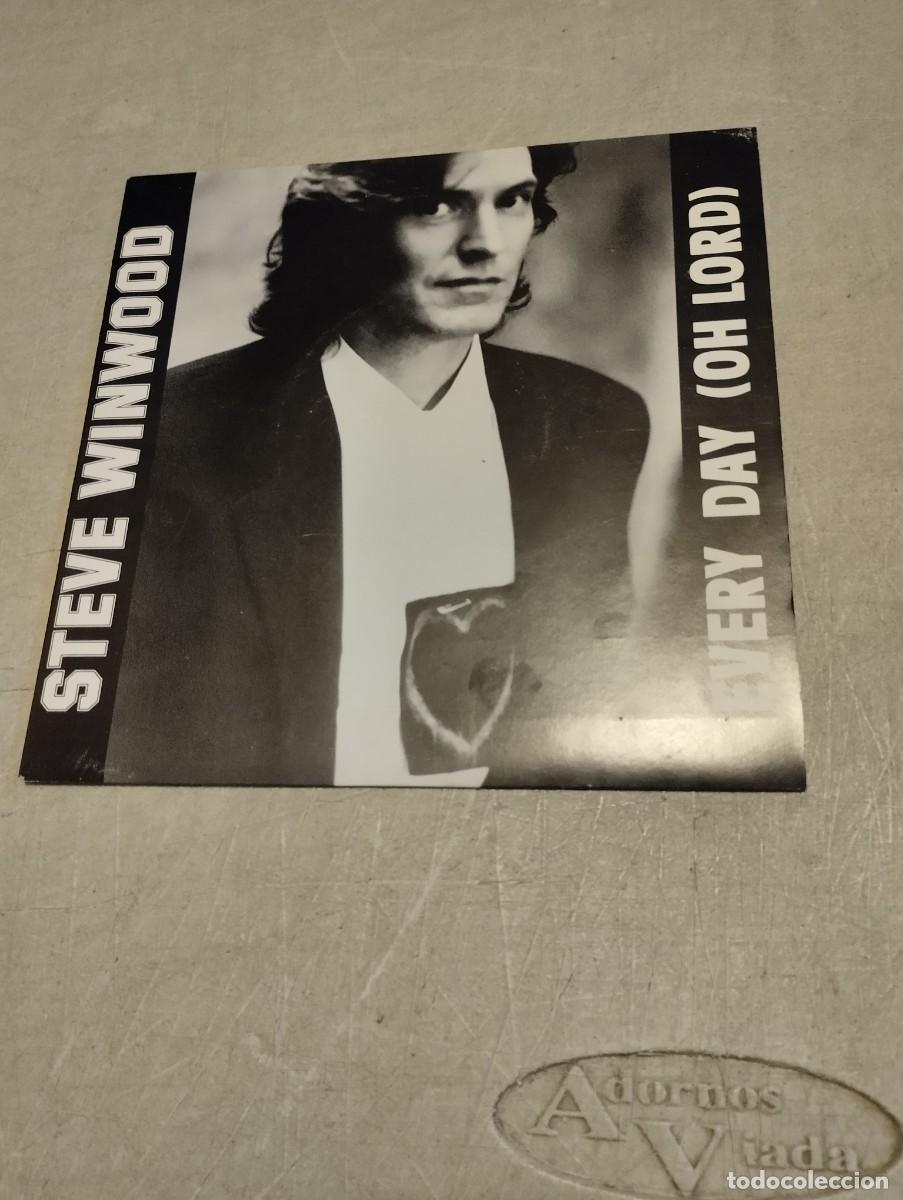 STEVE WINWOOD
EVERY DAY (OH LORD)
Adornos
Viada
todocoleccion